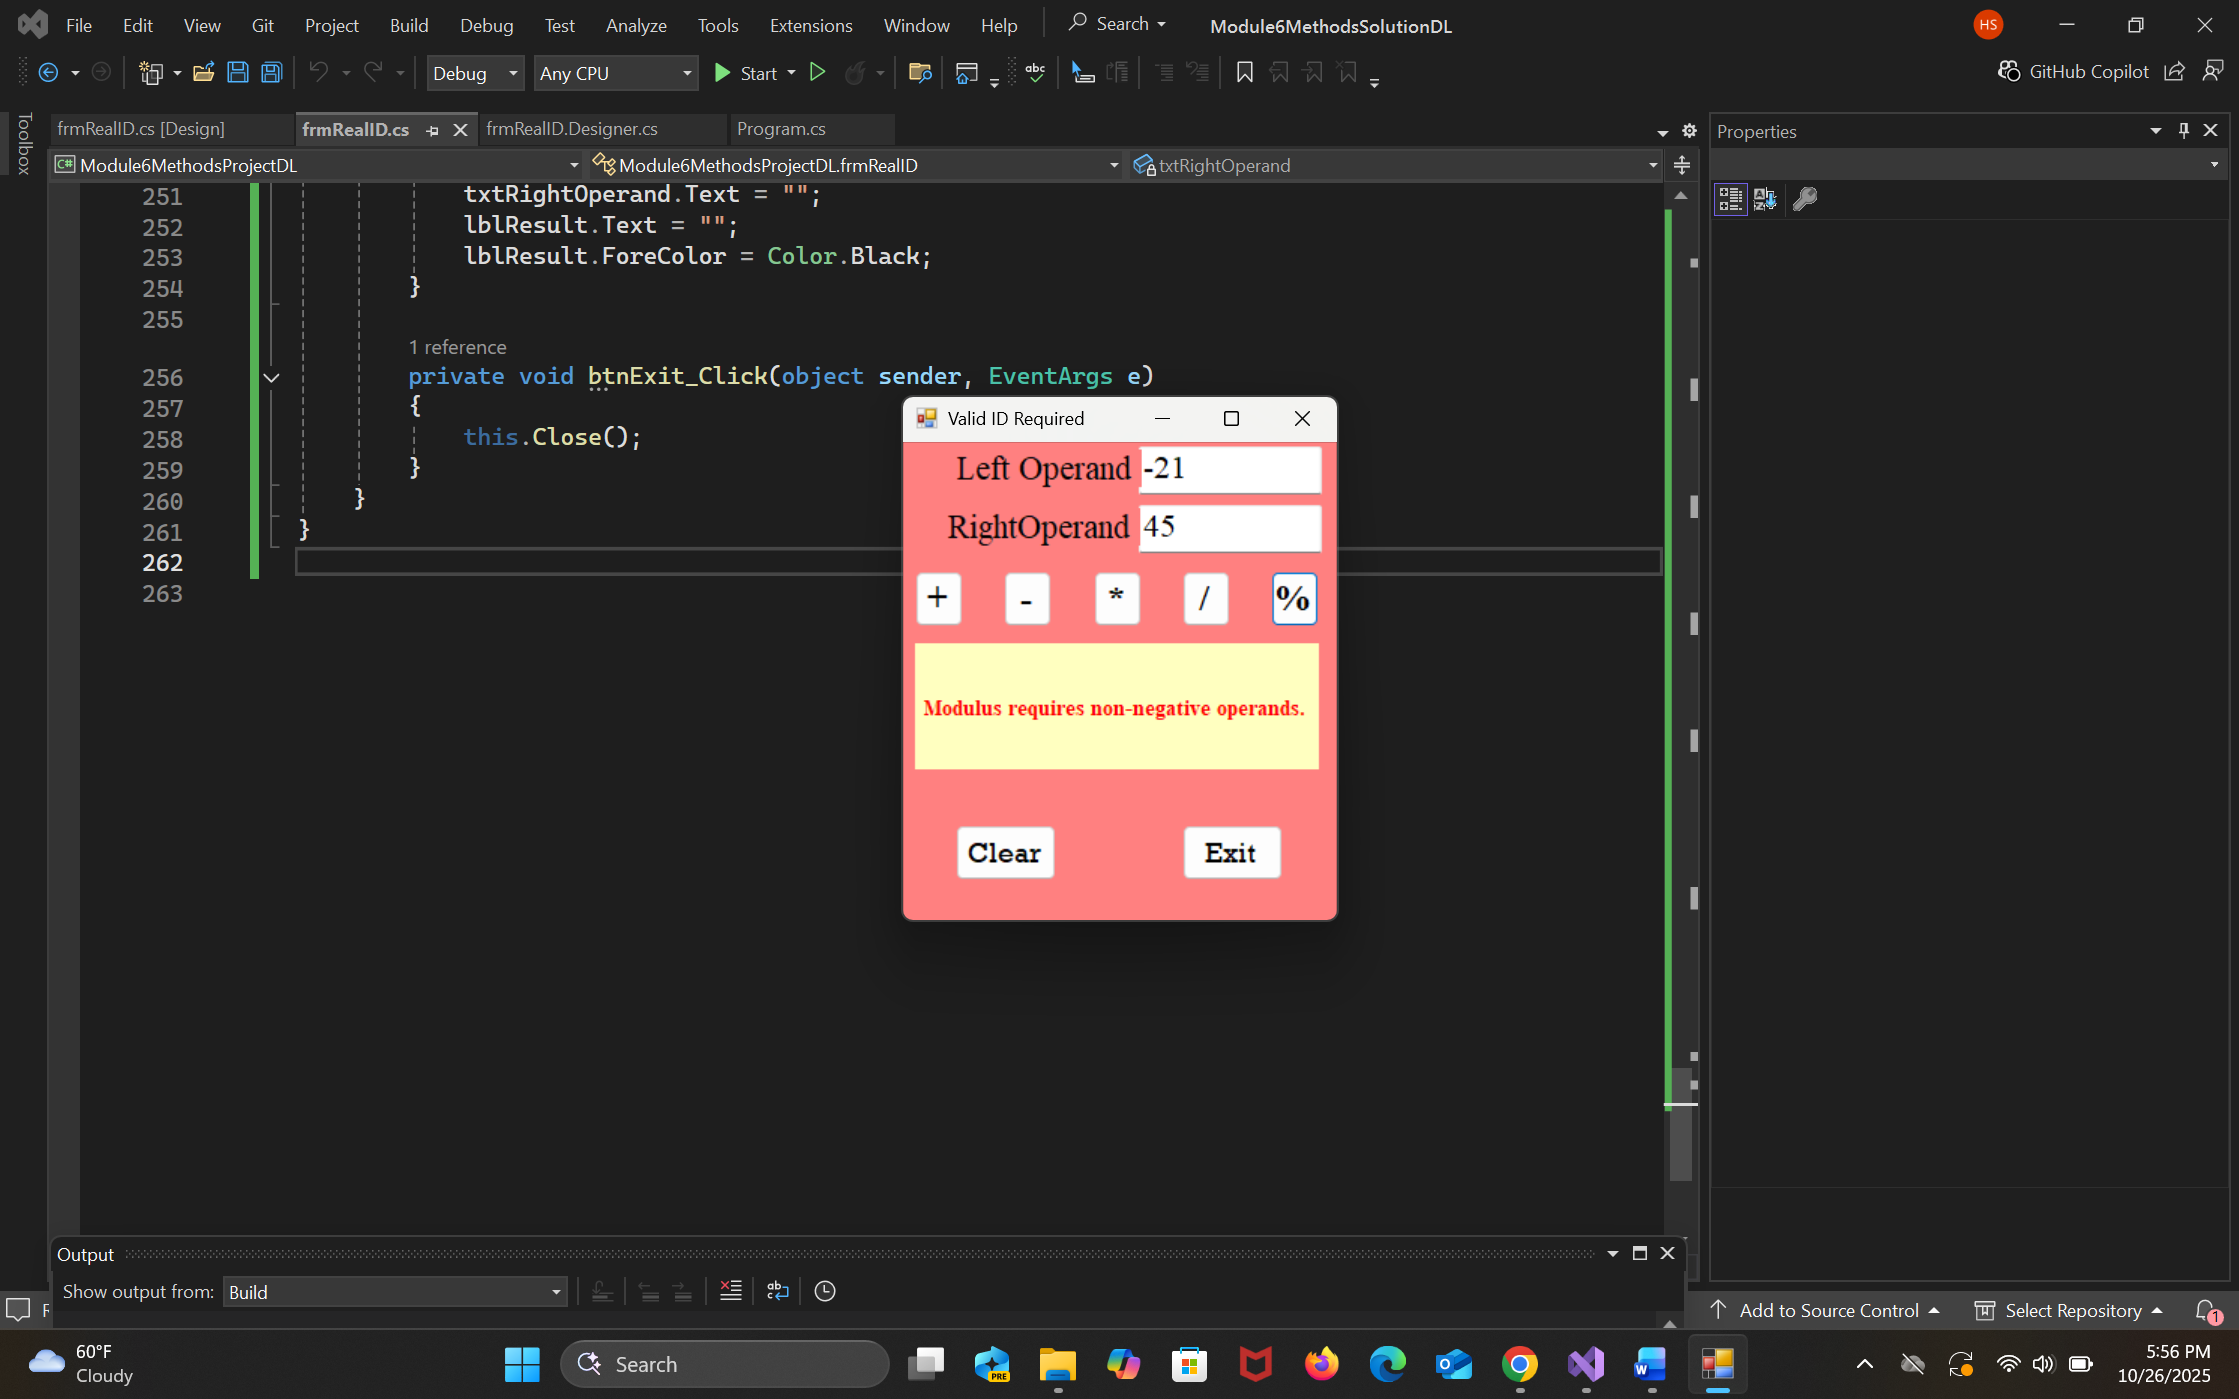 File Edit View Git Project Build Debug Test Analyze Tools Extensions Window Help Search Module6MethodsSolutionDL HS
Debug Any CPU Start GitHub Copilot
Toolbox
frmRealID.cs [Design] frmRealID.cs frmRealID.Designer.cs Program.cs
Module6MethodsProjectDL Module6MethodsProjectDL.frmRealID txtRightOperand
251 txtRightOperand.Text = "";
252 lblResult.Text = "";
253 lblResult.ForeColor = Color.Black;
254 }
255
1 reference
256 private void btnExit_Click(object sender, EventArgs e)
257 {
258 this.Close();
259 }
260 }
261 }
262
263
Properties
Valid ID Required
Left Operand -21
RightOperand 45
+ - * / %
Modulus requires non-negative operands.
Clear Exit
Output
Show output from: Build
Add to Source Control Select Repository 1
60°F
Cloudy
Search
PRE
5:56 PM
10/26/2025